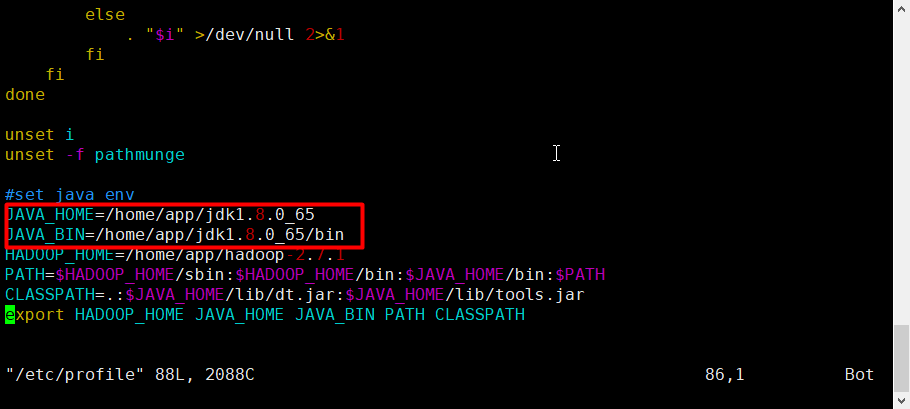 else
. "$i" >/dev/null 2>&1
fi
fi
done
unset i
unset -f pathmunge
#set java env
JAVA_HOME=/home/app/jdk1.8.0_65
JAVA_BIN=/home/app/jdk1.8.0_65/bin
HADOOP_HOME=/home/app/hadoop-2.7.1
PATH=$HADOOP_HOME/sbin:$HADOOP_HOME/bin:$JAVA_HOME/bin:$PATH
CLASSPATH=.:$JAVA_HOME/lib/dt.jar:$JAVA_HOME/lib/tools.jar
export HADOOP_HOME JAVA_HOME JAVA_BIN PATH CLASSPATH
"/etc/profile" 88L, 2088C 86,1 Bot